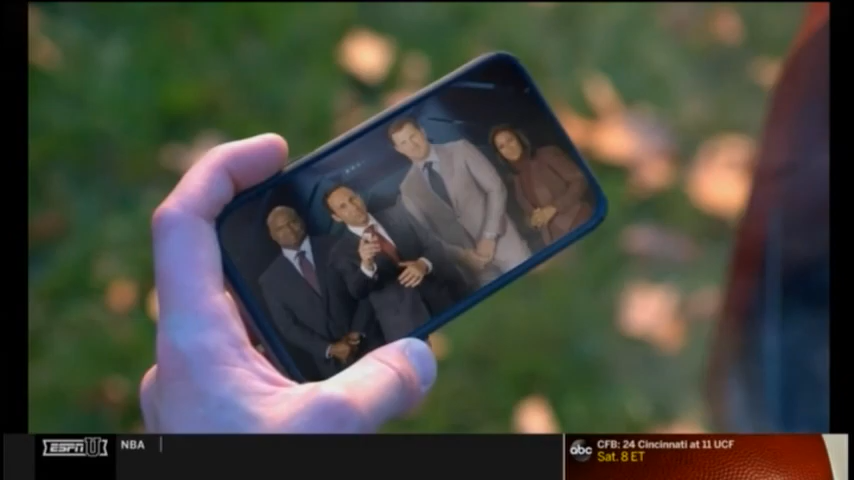 ESPNU
NBA
abc
CFB: 24 Cincinnati at 11 UCF
Sat. 8 ET